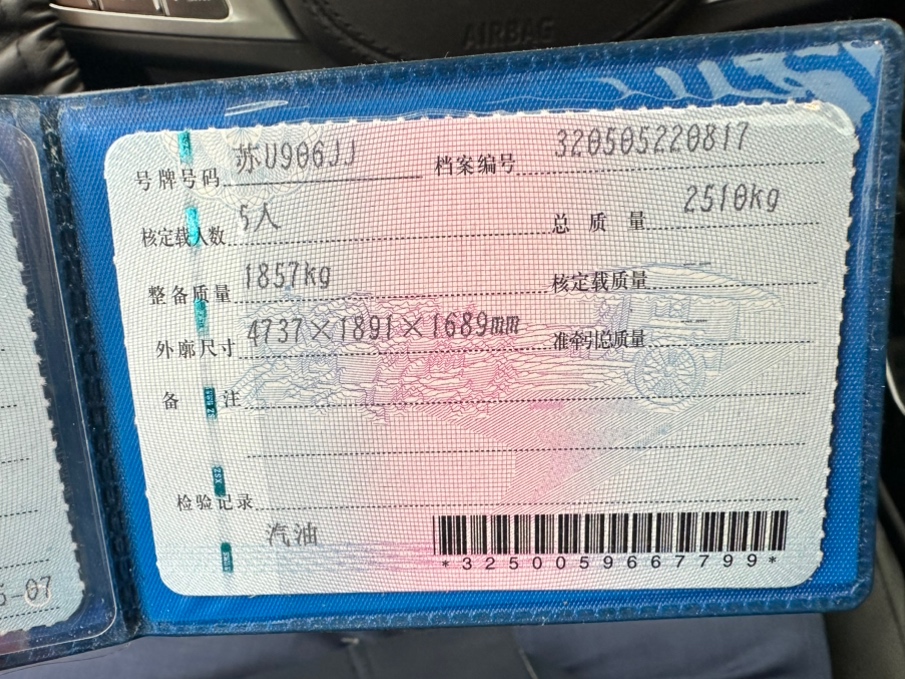 AIRBAG
号牌号码 苏U906JJ 档案编号 320505220817
核定载人数 5人 总质量 2510kg
整备质量 1857kg 核定载质量 --
外廓尺寸 4737×1891×1689mm 准牵引总质量 --
备注
检验记录
汽油
*3250059667799*
-07